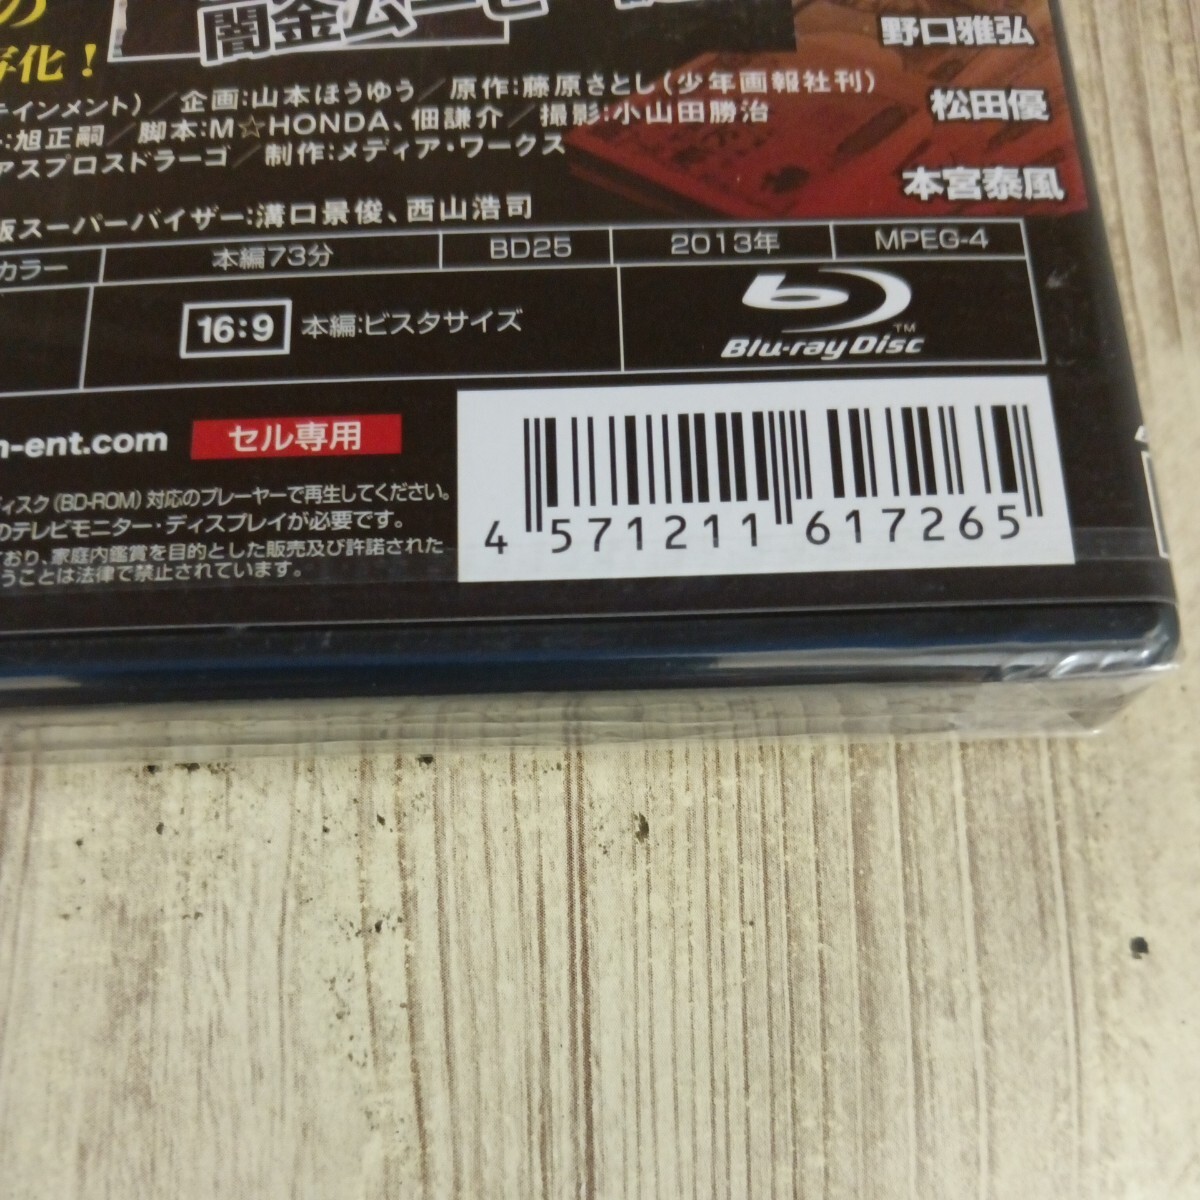 の
闇金ム
化！
野口雅弘
テインメント）／企画：山本ほうゆう／原作：藤原さとし（少年画報社刊）
松田優
：旭正嗣／脚本：M☆HONDA、佃謙介／撮影：小山田勝治
アスプロスドラーゴ／制作：メディア・ワークス
本宮泰風
版スーパーバイザー：溝口景俊、西山浩司
カラー 本編73分 BD25 2013年 MPEG-4
16:9 本編：ビスタサイズ
Blu-ray Disc™
n-ent.com セル専用
ディスク（BD-ROM）対応のプレーヤーで再生してください。
のテレビモニター・ディスプレイが必要です。
ており、家庭内鑑賞を目的とした販売及び許諾された
うことは法律で禁止されています。
4 571211 617265